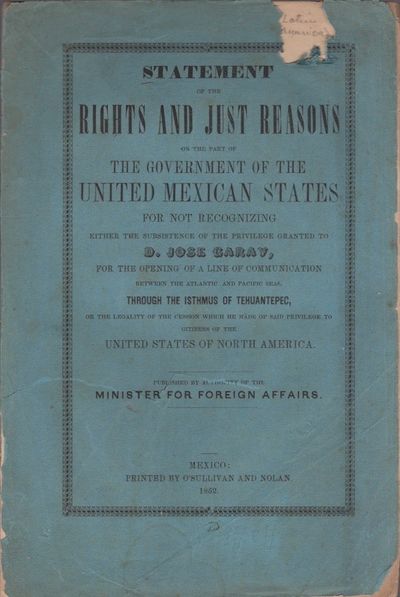 Latin
America
STATEMENT
OF THE
RIGHTS AND JUST REASONS
ON THE PART OF
THE GOVERNMENT OF THE
UNITED MEXICAN STATES
FOR NOT RECOGNIZING
EITHER THE SUBSISTENCE OF THE PRIVILEGE GRANTED TO
D. JOSE GARAY,
FOR THE OPENING OF A LINE OF COMMUNICATION
BETWEEN THE ATLANTIC AND PACIFIC SEAS,
THROUGH THE ISTHMUS OF TEHUANTEPEC,
OR THE LEGALITY OF THE CESSION WHICH HE MADE OF SAID PRIVILEGE TO
CITIZENS OF THE
UNITED STATES OF NORTH AMERICA.
PUBLISHED BY AUTHORITY OF THE
MINISTER FOR FOREIGN AFFAIRS.
MEXICO:
PRINTED BY O'SULLIVAN AND NOLAN.
1852.